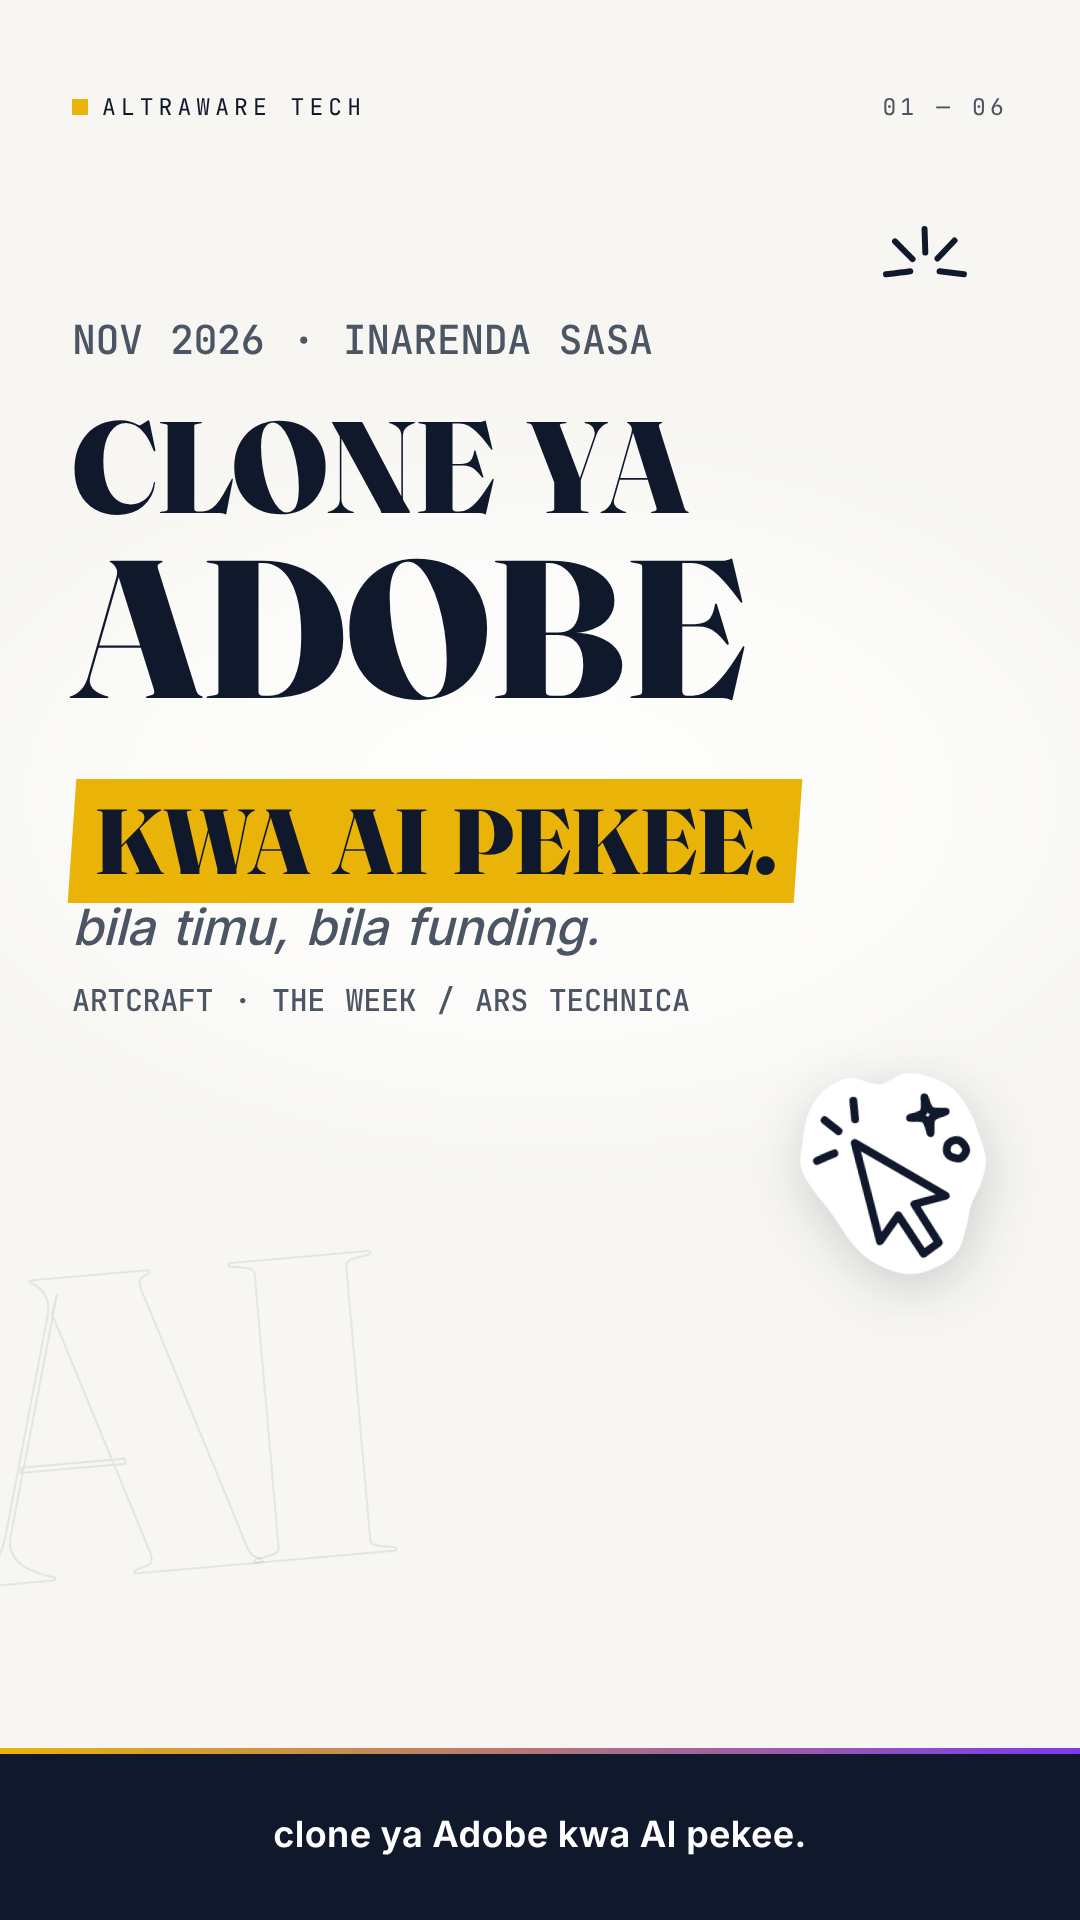 ALTRAWARE TECH
01 — 06
NOV 2026 · INARENDA SASA
CLONE YA
ADOBE
KWA AI PEKEE.
bila timu, bila funding.
ARTCRAFT · THE WEEK / ARS TECHNICA
AI
clone ya Adobe kwa AI pekee.